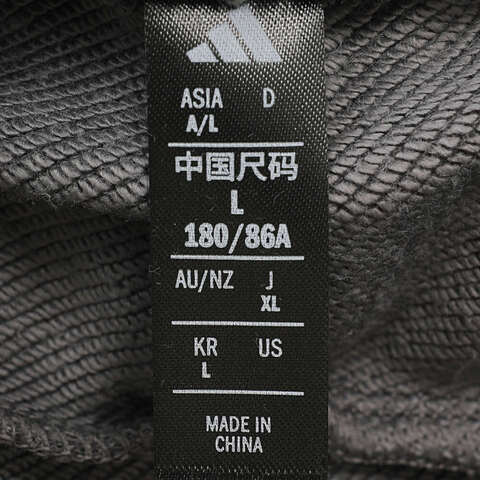 ASIA D
A/L
中国尺码
L
180/86A
AU/NZ J
XL
KR US
L
MADE IN
CHINA